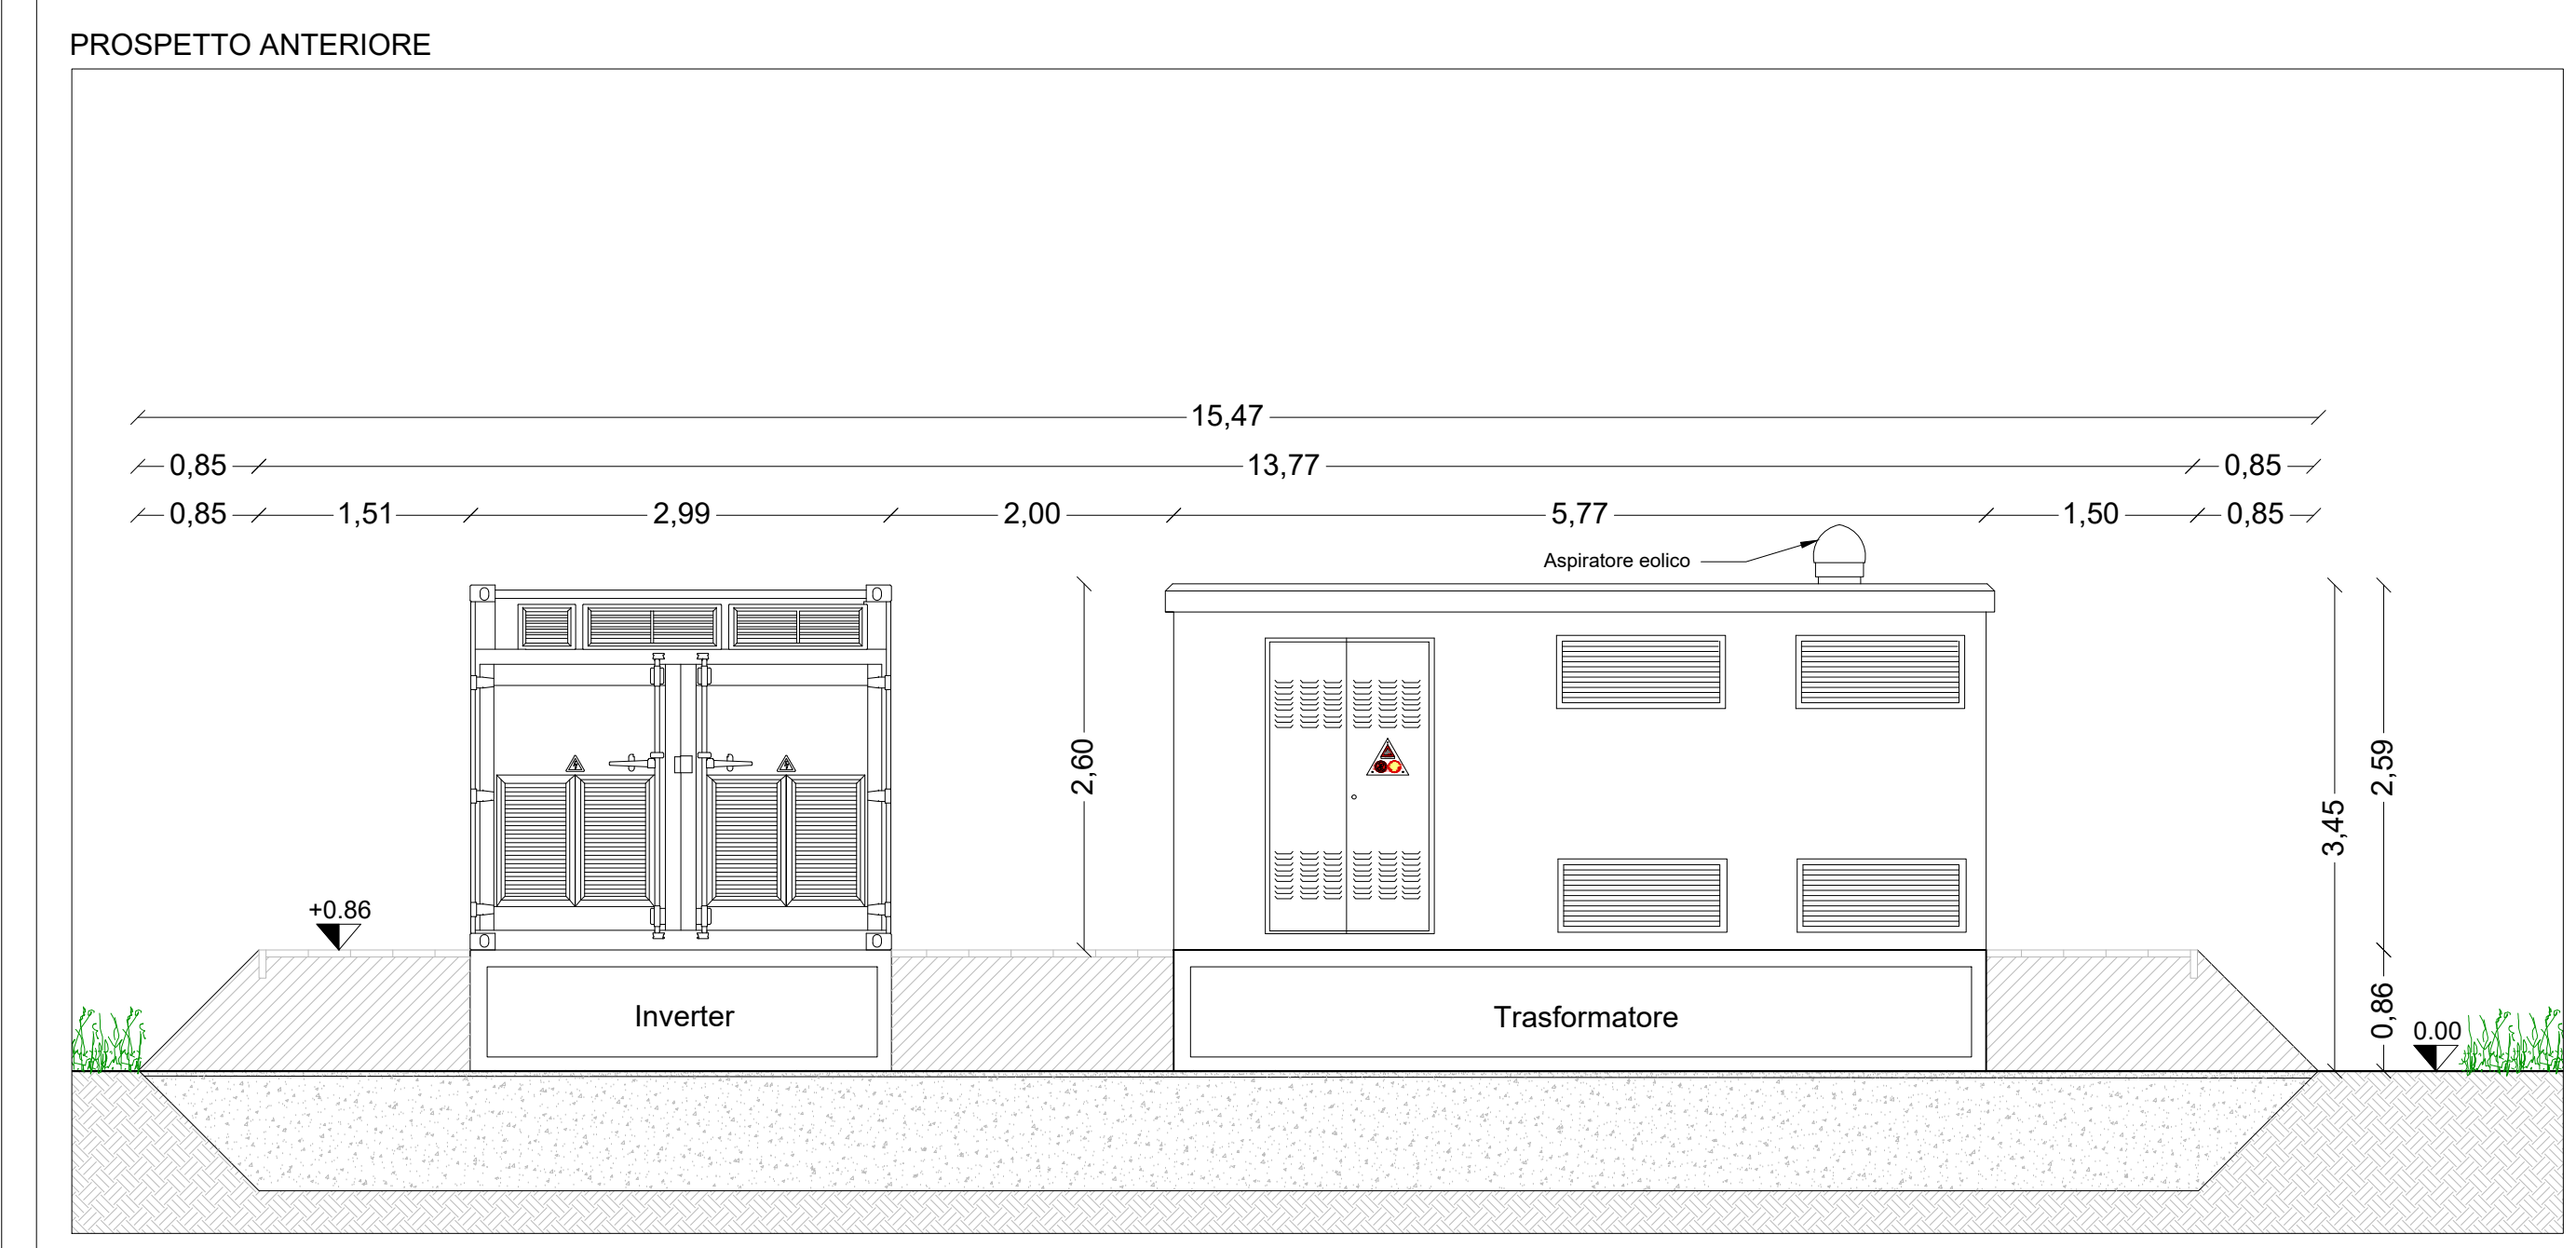 PROSPETTO ANTERIORE
15,47
0,85 13,77 0,85
0,85 1,51 2,99 2,00 5,77 1,50 0,85
Aspiratore eolico
2,60
2,59
3,45
+0.86
0,86
0.00
Inverter
Trasformatore